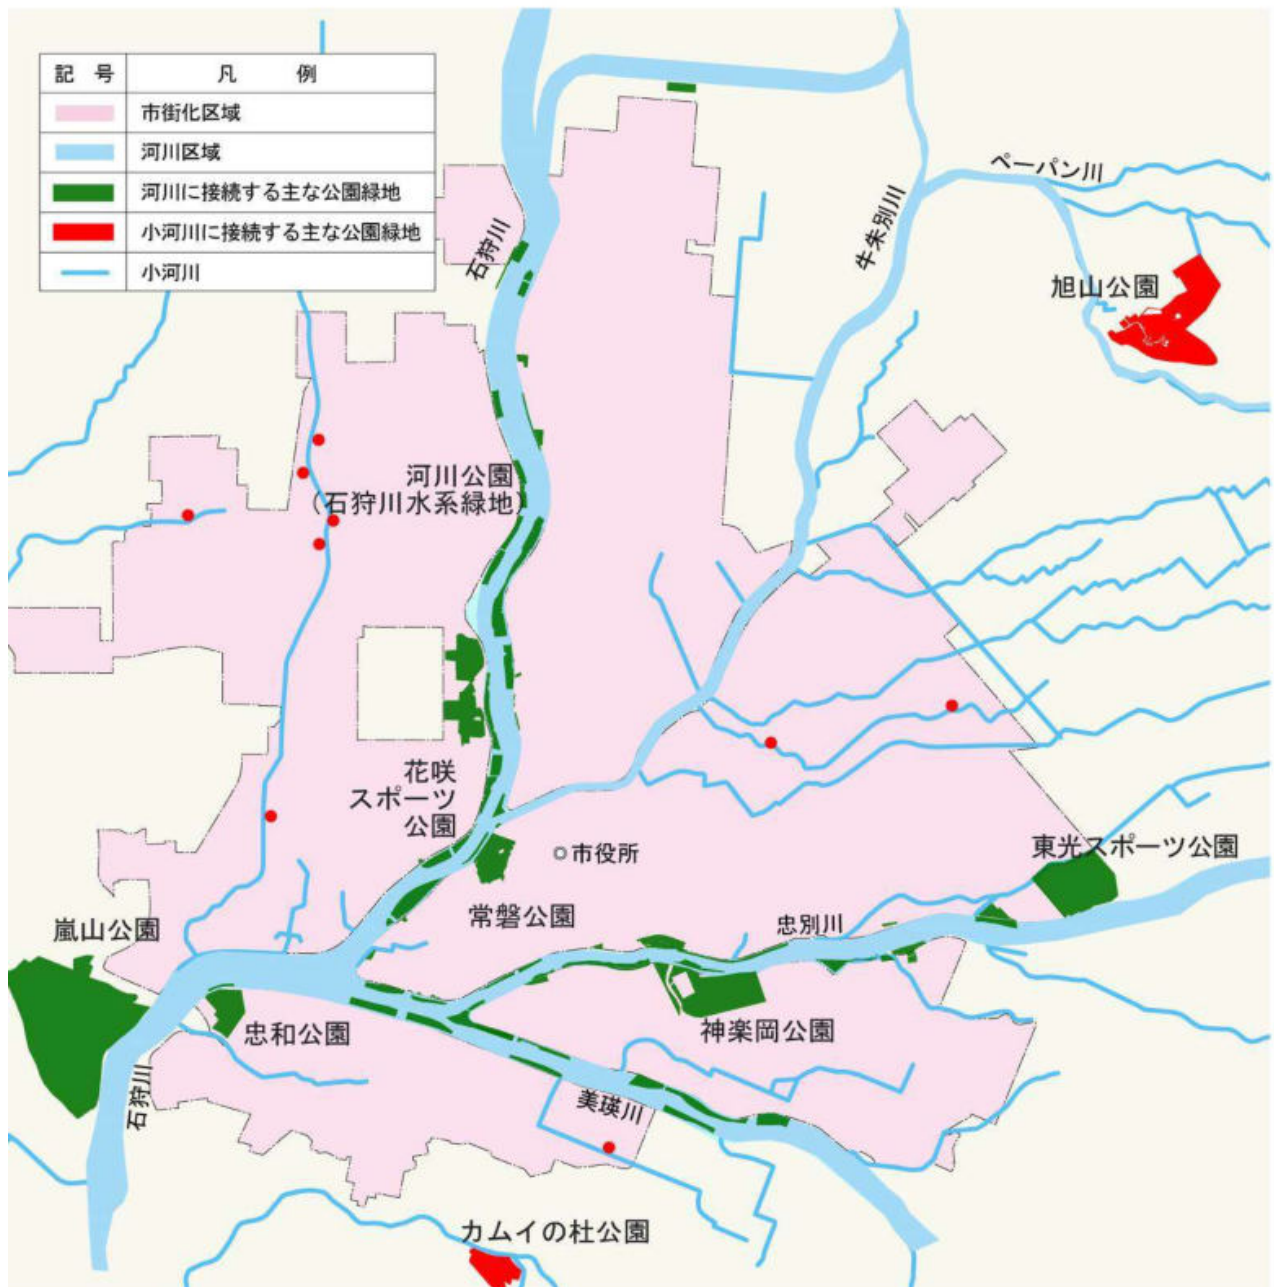 記号 凡例
市街化区域
河川区域
河川に接続する主な公園緑地
小河川に接続する主な公園緑地
小河川
ペーパン川
牛朱別川
石狩川
旭山公園
河川公園
(石狩川水系緑地)
花咲
スポーツ
公園
市役所
東光スポーツ公園
常磐公園
忠別川
嵐山公園
忠和公園
神楽岡公園
石狩川
美瑛川
カムイの杜公園